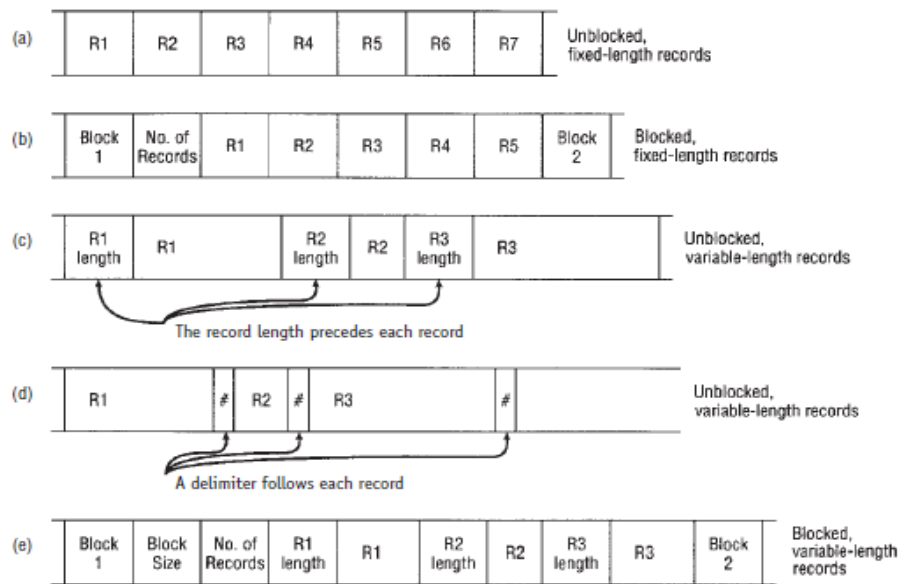 (a)
R1 R2 R3 R4 R5 R6 R7
Unblocked,
fixed-length records
(b)
Block
1
No. of
Records
R1 R2 R3 R4 R5
Block
2
Blocked,
fixed-length records
(c)
R1
length
R1
R2
length
R2
R3
length
R3
Unblocked,
variable-length records
The record length precedes each record
(d)
R1 # R2 # R3 #
Unblocked,
variable-length records
A delimiter follows each record
(e)
Block
1
Block
Size
No. of
Records
R1
length
R1
R2
length
R2
R3
length
R3
Block
2
Blocked,
variable-length
records